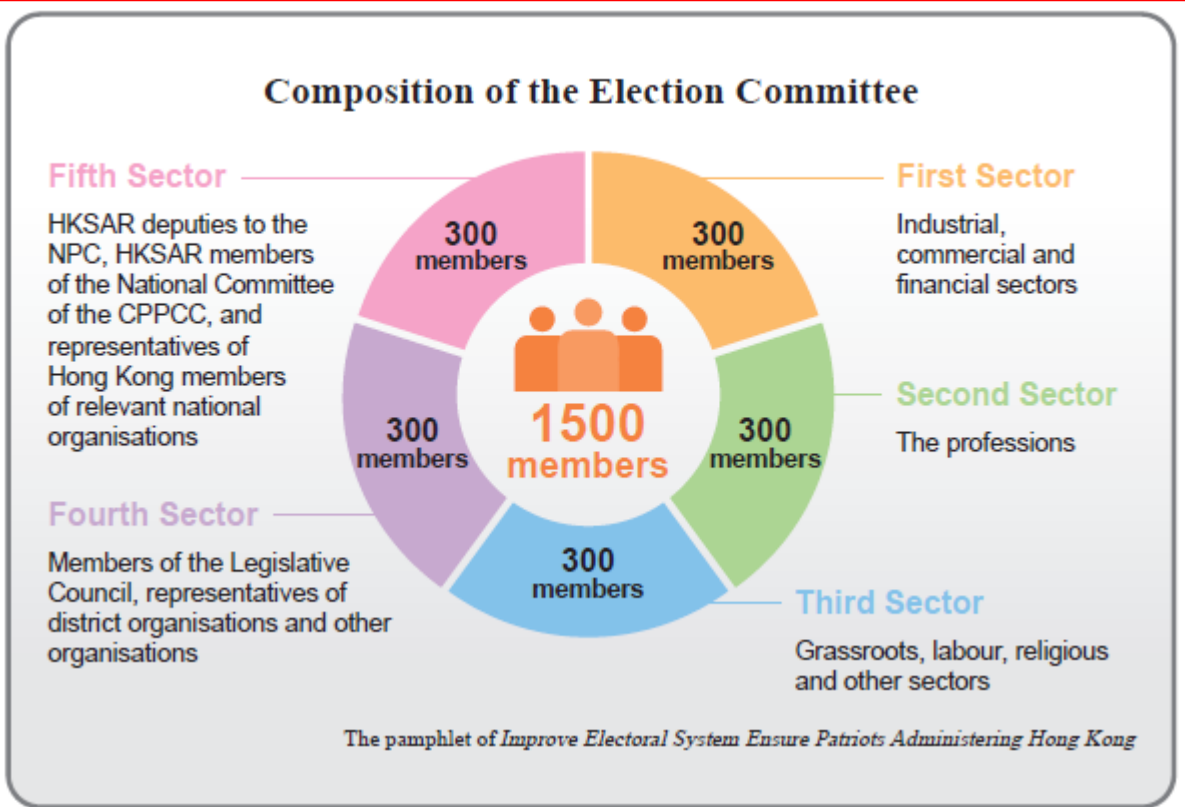 Composition of the Election Committee
Fifth Sector
HKSAR deputies to the
NPC, HKSAR members
of the National Committee
of the CPPCC, and
representatives of
Hong Kong members
of relevant national
organisations
300
members
300
members
First Sector
Industrial,
commercial and
financial sectors
1500
members
300
members
300
members
Second Sector
The professions
Fourth Sector
Members of the Legislative
Council, representatives of
district organisations and other
organisations
300
members
Third Sector
Grassroots, labour, religious
and other sectors
The pamphlet of Improve Electoral System Ensure Patriots Administering Hong Kong